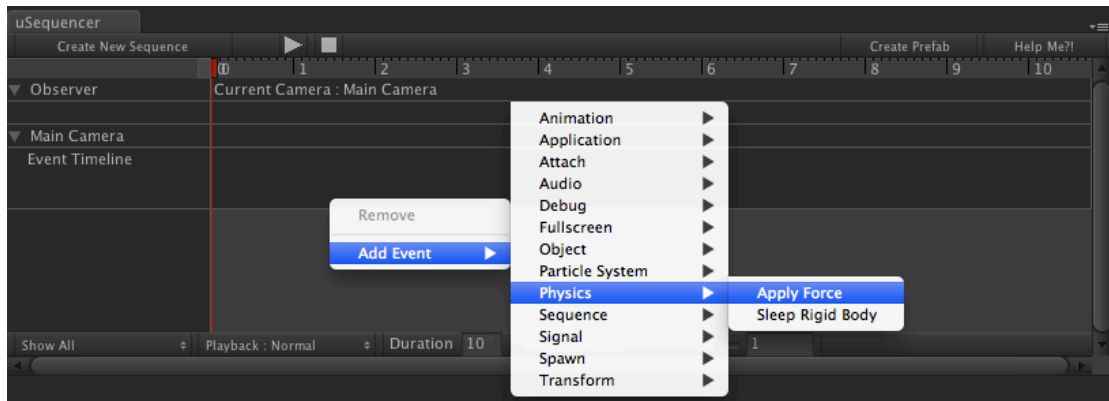 uSequencer
Create New Sequence Create Prefab Help Me?!
0 1 2 3 4 5 6 7 8 9 10
Observer Current Camera : Main Camera
Main Camera
Event Timeline
Remove
Add Event
Animation
Application
Attach
Audio
Debug
Fullscreen
Object
Particle System
Physics
Sequence
Signal
Spawn
Transform
Apply Force
Sleep Rigid Body
Show All Playback : Normal Duration 10 1